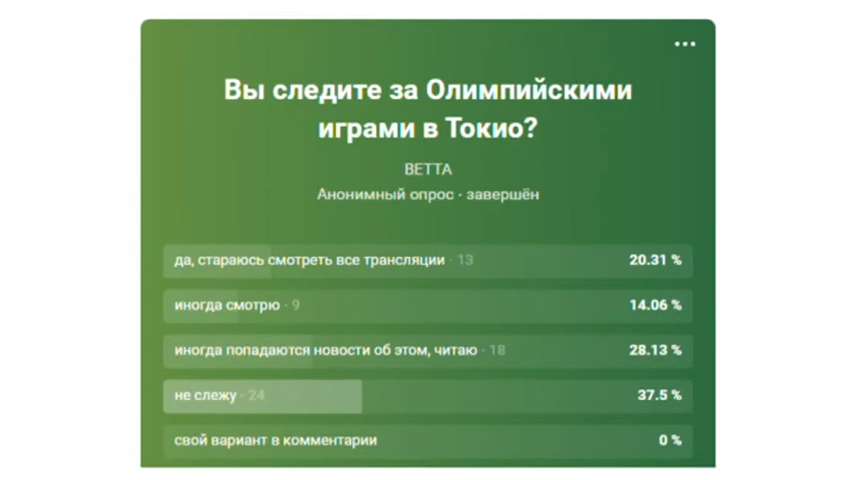 Вы следите за Олимпийскими
играми в Токио?
ВЕТТА
Анонимный опрос · завершён
да, стараюсь смотреть все трансляции · 13 20.31 %
иногда смотрю · 9 14.06 %
иногда попадаются новости об этом, читаю · 18 28.13 %
не слежу · 24 37.5 %
свой вариант в комментарии 0 %